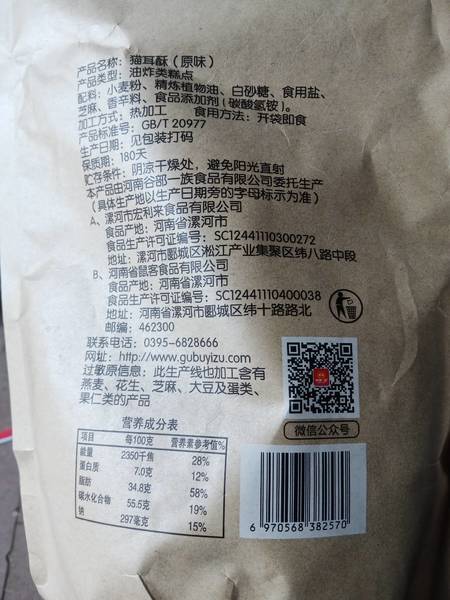 产品名称: 猫耳酥 (原味)
产品类型: 油炸类糕点
配料: 小麦粉、精炼植物油、白砂糖、食用盐、
芝麻、香辛料、食品添加剂 (碳酸氢铵)。
加工方式: 热加工 食用方法: 开袋即食
产品标准号: GB/T 20977
生产日期: 见包装打码
保质期: 180天
贮存条件: 阴凉干燥处, 避免阳光直射
本产品由河南谷部一族食品有限公司委托生产
(具体生产地以生产日期旁的字母标示为准)
A、漯河市宏利来食品有限公司
食品产地: 河南省漯河市
食品生产许可证编号: SC12441110300272
地址: 漯河市郾城区淞江产业集聚区纬八路中段
B、河南省鼠客食品有限公司
食品产地: 河南省漯河市
食品生产许可证编号: SC12441110400038
地址: 河南省漯河市郾城区纬十路路北
邮编: 462300
联系电话: 0395-6828666
网址: http://www.gubuyizu.com
过敏原信息: 此生产线也加工含有
燕麦、花生、芝麻、大豆及蛋类、
果仁类的产品
微信公众号
营养成分表
项目 每100克 营养素参考值%
能量 2350千焦 28%
蛋白质 7.0克 12%
脂肪 34.8克 58%
碳水化合物 55.5克 19%
钠 297毫克 15%
6 970568 382570